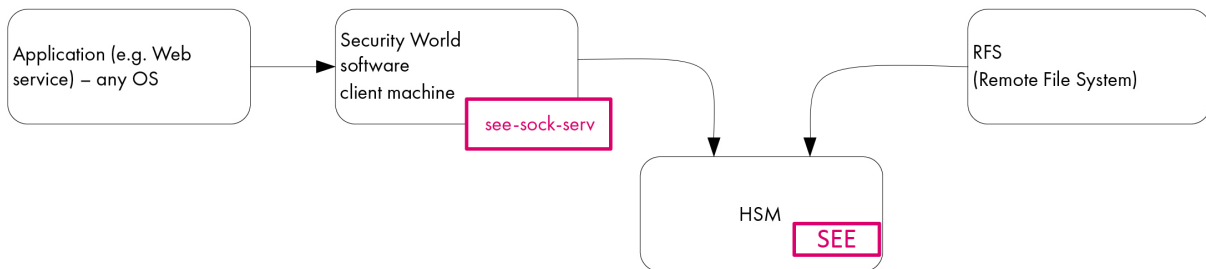 Application (e.g. Web
service) – any OS
Security World
software
client machine
see-sock-serv
RFS
(Remote File System)
HSM
SEE